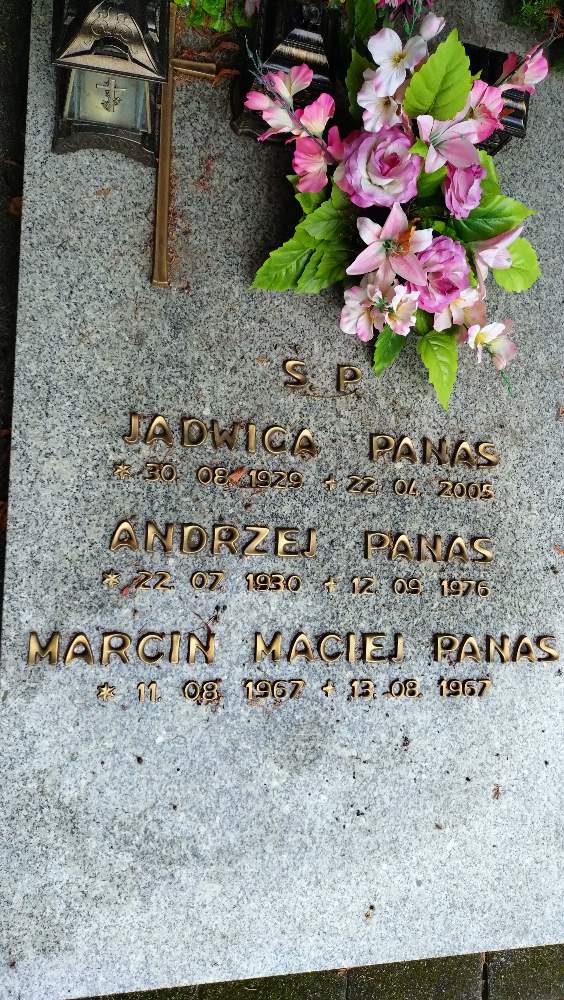 S. P.
JADWIGA PANAS
* 30. 08. 1929 + 22. 04. 2005
ANDRZEJ PANAS
* 22. 07. 1930 + 12. 09. 1976
MARCIN MACIEJ PANAS
* 11. 08. 1967 + 13. 08. 1967